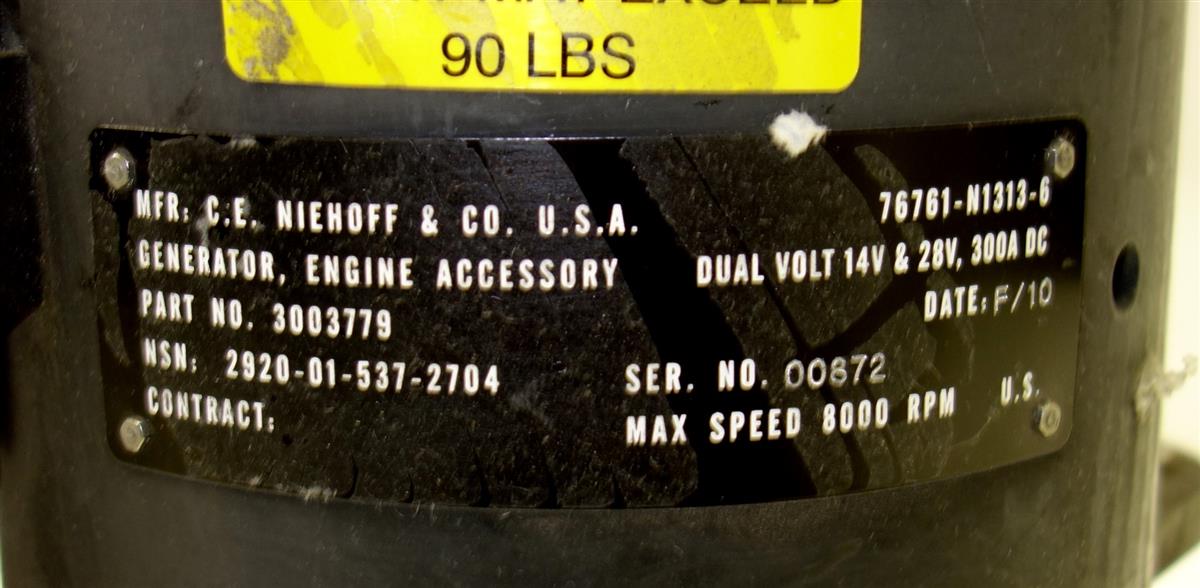 EXCEED
90 LBS
MFR: C.E. NIEHOFF & CO. U.S.A. 76761-N1313-6
GENERATOR, ENGINE ACCESSORY DUAL VOLT 14V & 28V, 300A DC
PART NO. 3003779 DATE: F/10
NSN: 2920-01-537-2704 SER. NO. 00872
CONTRACT: MAX SPEED 8000 RPM U.S.